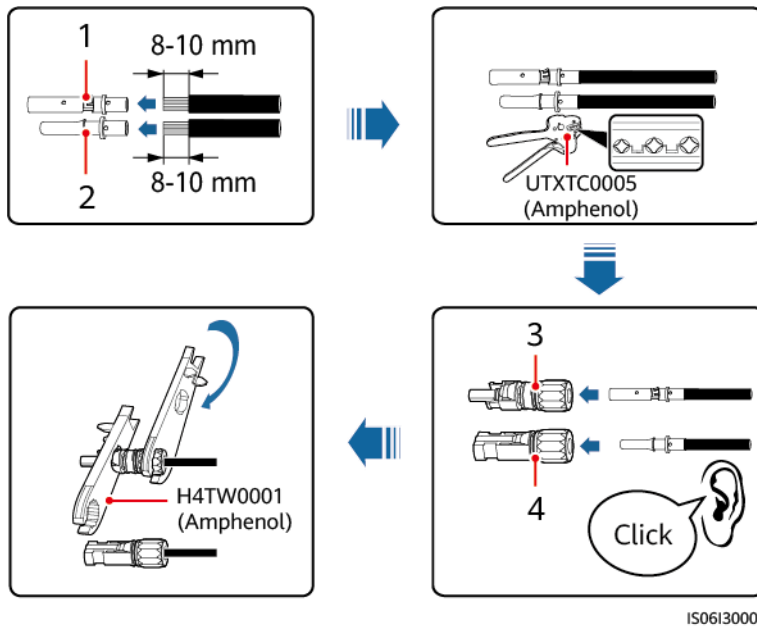 1
8-10 mm
2
8-10 mm
UTXTC0005
(Amphenol)
H4TW0001
(Amphenol)
3
4
Click
IS06I3000